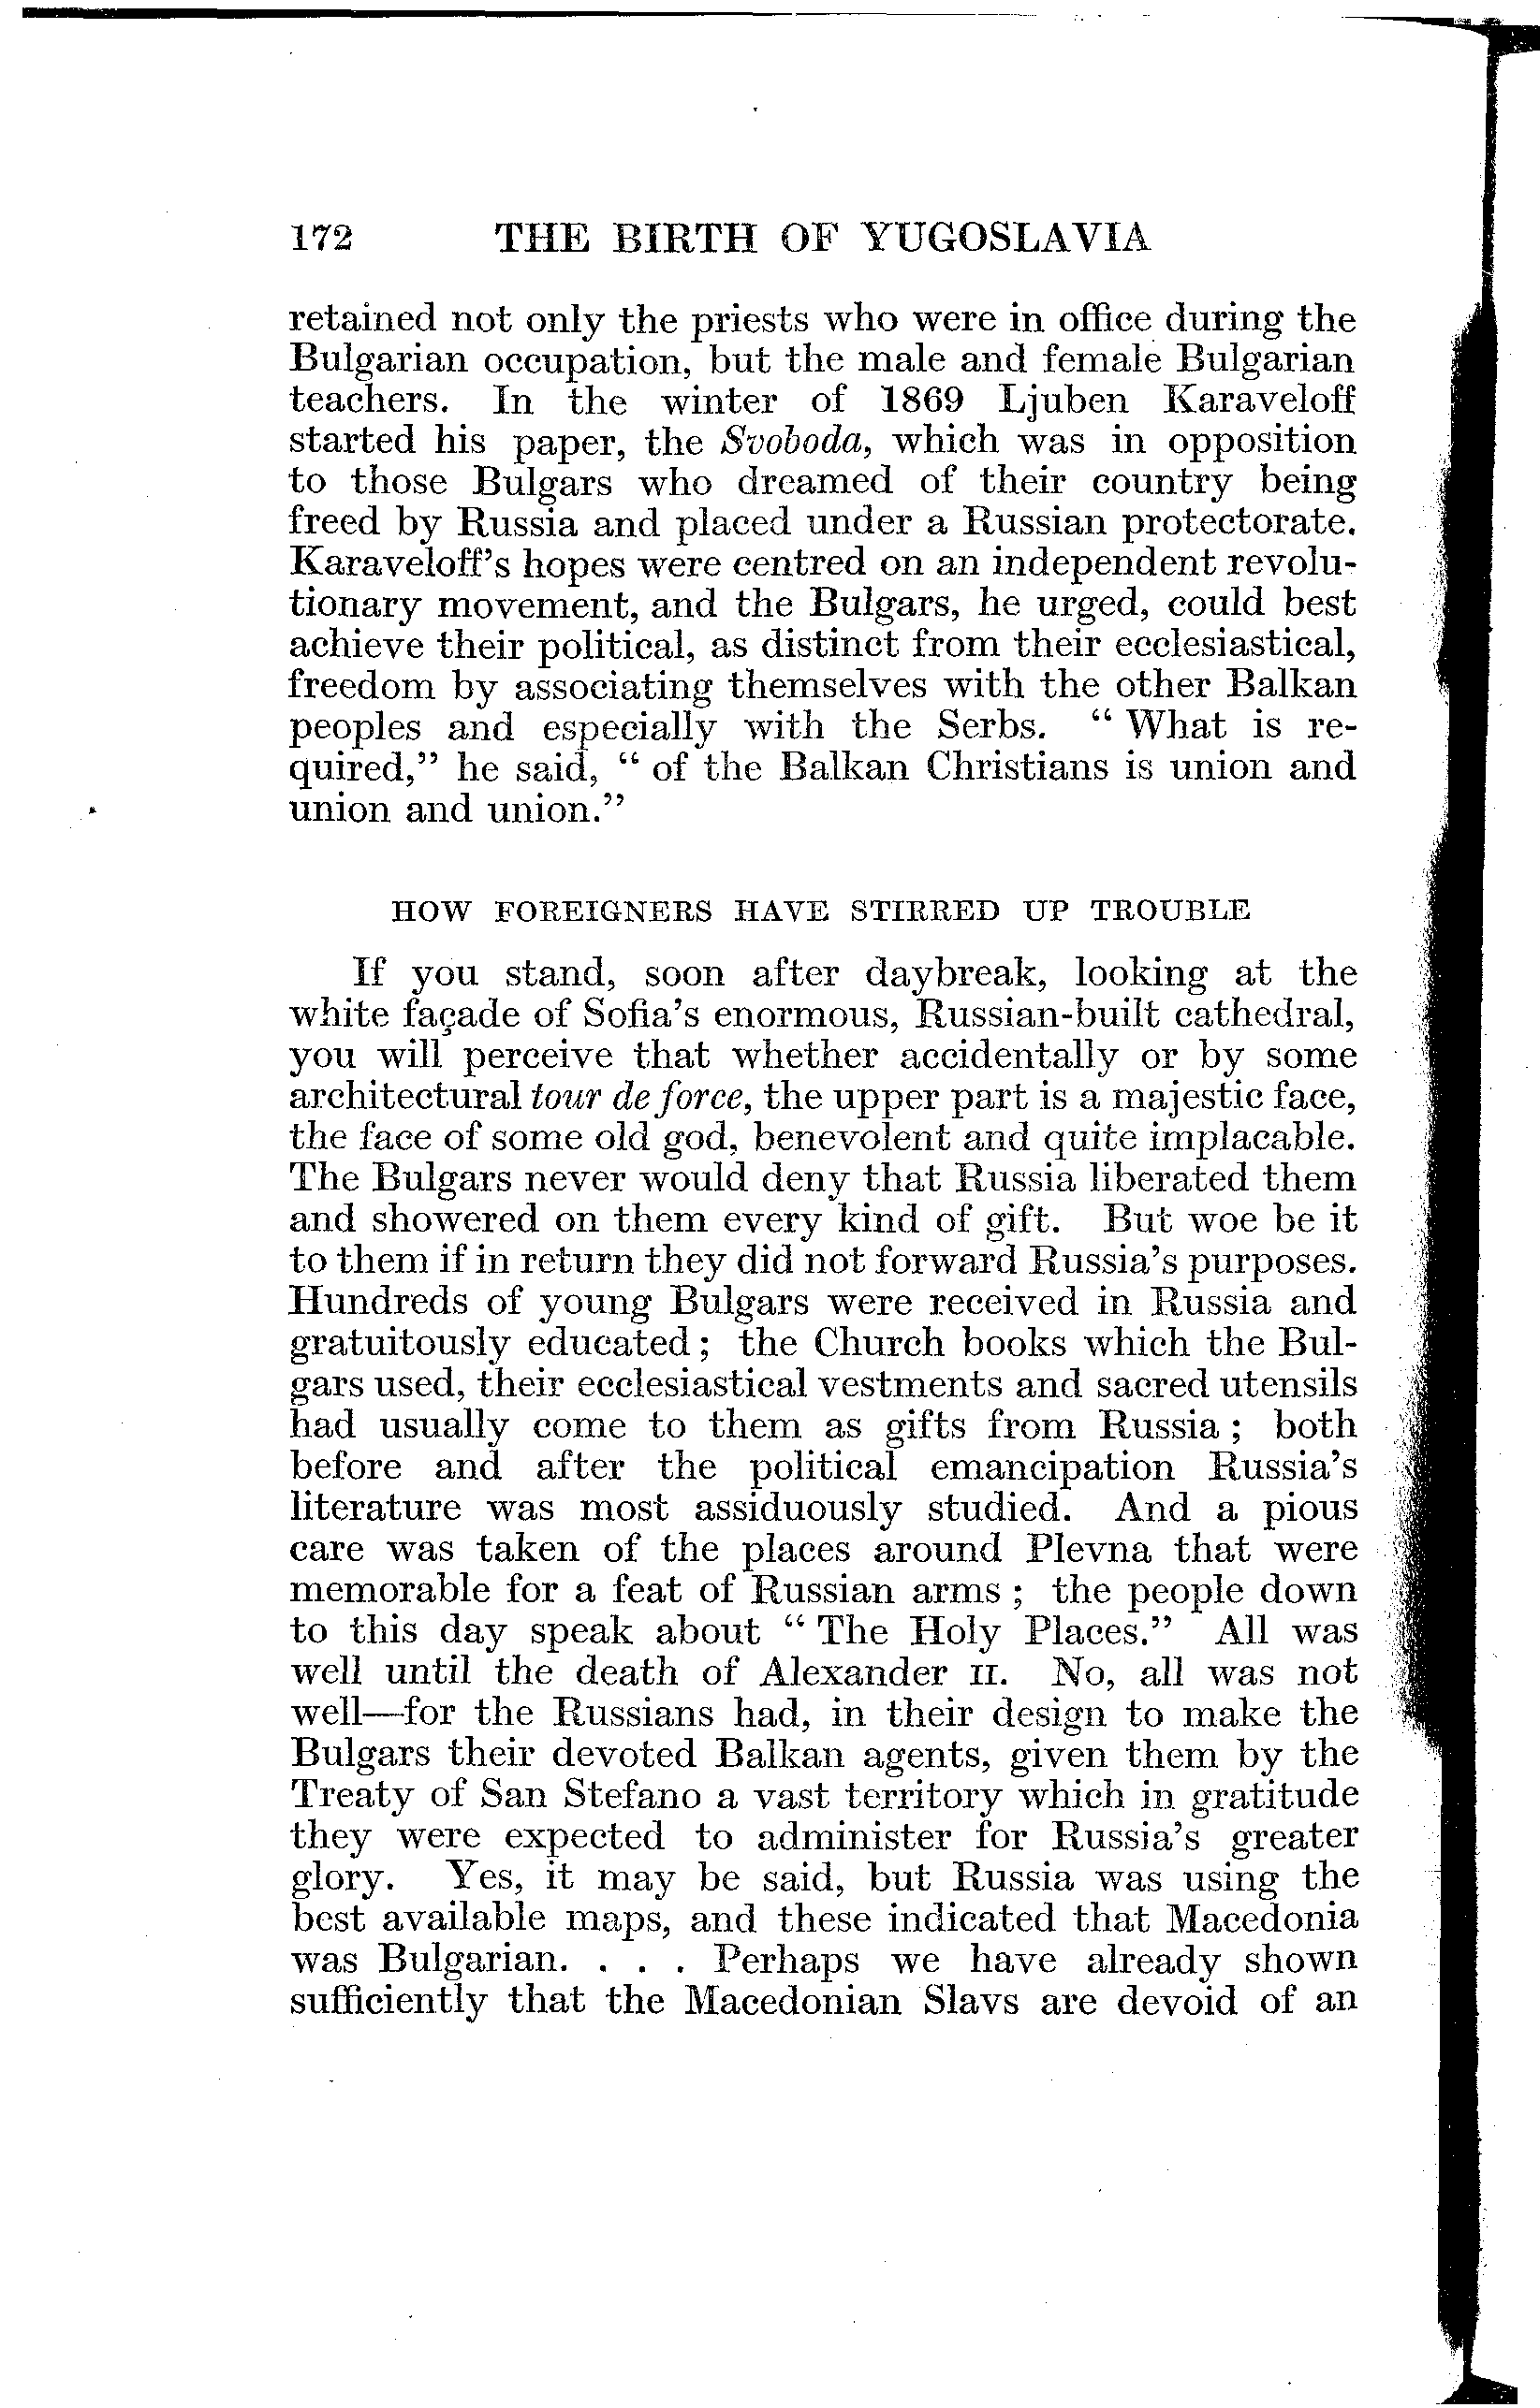 172 THE BIRTH OF YUGOSLAVIA
retained not only the priests who were in office during the
Bulgarian occupation, but the male and female Bulgarian
teachers. In the winter of 1869 Ljuben Karaveloff
started his paper, the Svoboda, which was in opposition
to those Bulgars who dreamed of their country being
freed by Russia and placed under a Russian protectorate.
Karaveloff's hopes were centred on an independent revolu-
tionary movement, and the Bulgars, he urged, could best
achieve their political, as distinct from their ecclesiastical,
freedom by associating themselves with the other Balkan
peoples and especially with the Serbs. " What is re-
quired," he said, " of the Balkan Christians is union and
union and union."
HOW FOREIGNERS HAVE STIRRED UP TROUBLE
If you stand, soon after daybreak, looking at the
white façade of Sofia's enormous, Russian-built cathedral,
you will perceive that whether accidentally or by some
architectural tour de force, the upper part is a majestic face,
the face of some old god, benevolent and quite implacable.
The Bulgars never would deny that Russia liberated them
and showered on them every kind of gift. But woe be it
to them if in return they did not forward Russia's purposes.
Hundreds of young Bulgars were received in Russia and
gratuitously educated ; the Church books which the Bul-
gars used, their ecclesiastical vestments and sacred utensils
had usually come to them as gifts from Russia ; both
before and after the political emancipation Russia's
literature was most assiduously studied. And a pious
care was taken of the places around Plevna that were
memorable for a feat of Russian arms ; the people down
to this day speak about " The Holy Places." All was
well until the death of Alexander II. No, all was not
well—for the Russians had, in their design to make the
Bulgars their devoted Balkan agents, given them by the
Treaty of San Stefano a vast territory which in gratitude
they were expected to administer for Russia's greater
glory. Yes, it may be said, but Russia was using the
best available maps, and these indicated that Macedonia
was Bulgarian. . . . Perhaps we have already shown
sufficiently that the Macedonian Slavs are devoid of an